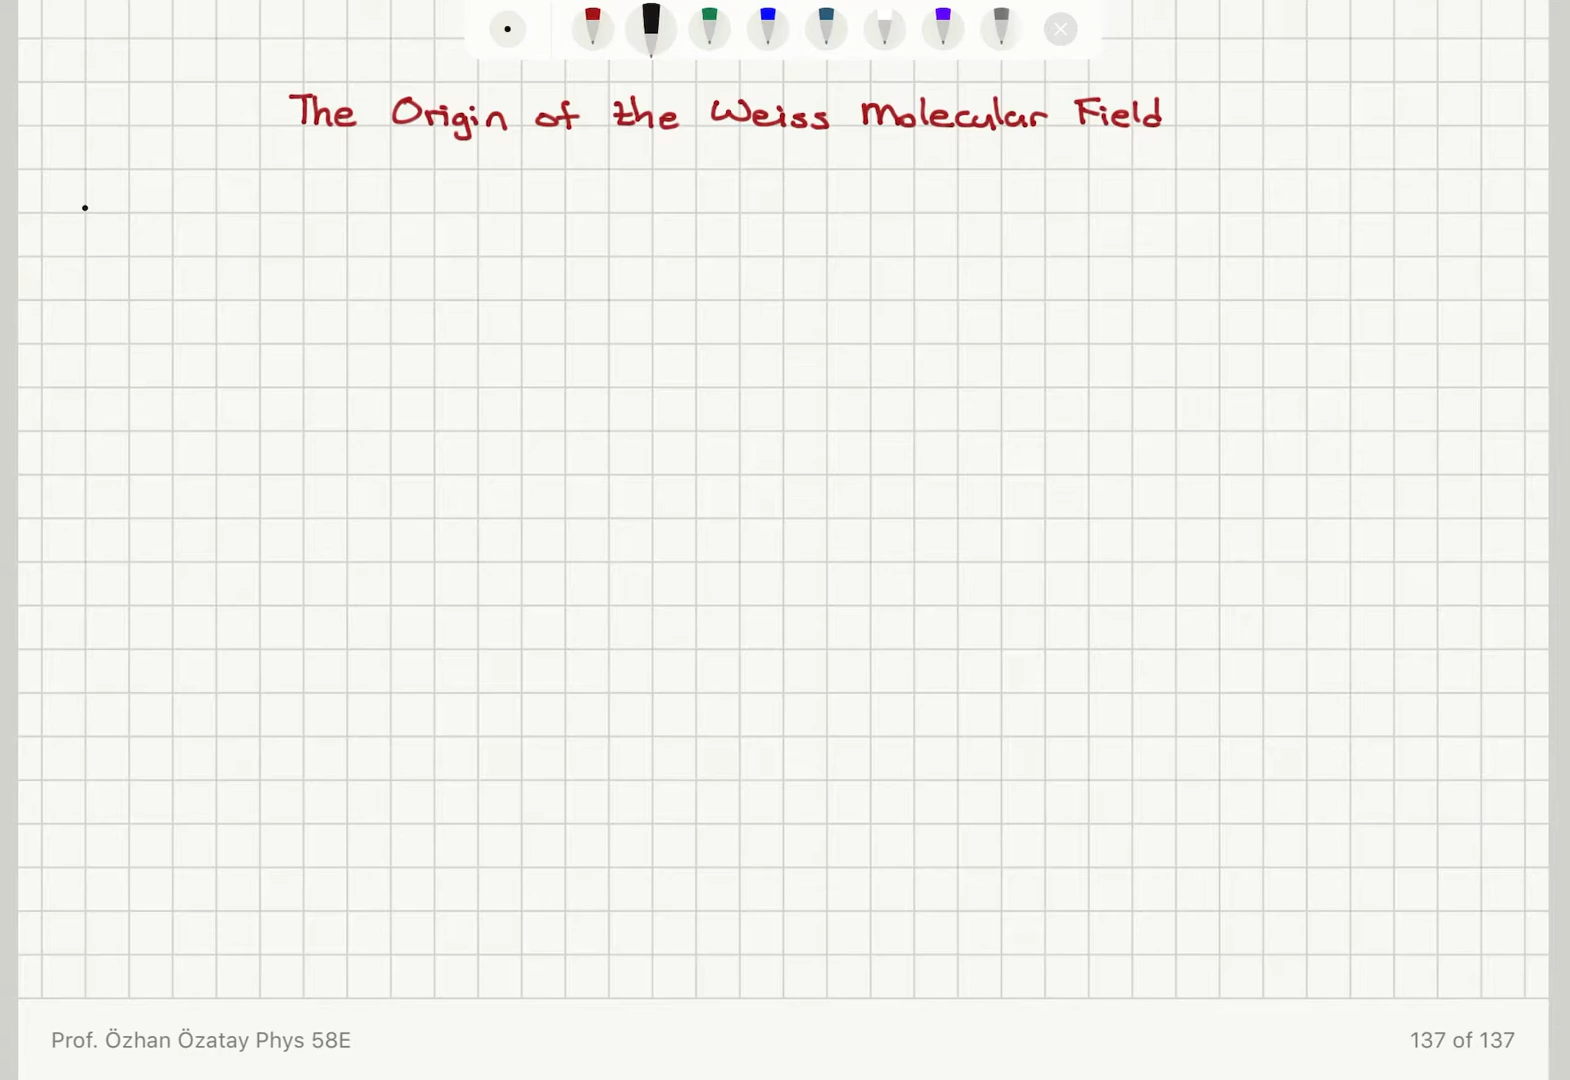 The Origin of the Weiss Molecular Field
Prof. Özhan Özatay Phys 58E
137 of 137